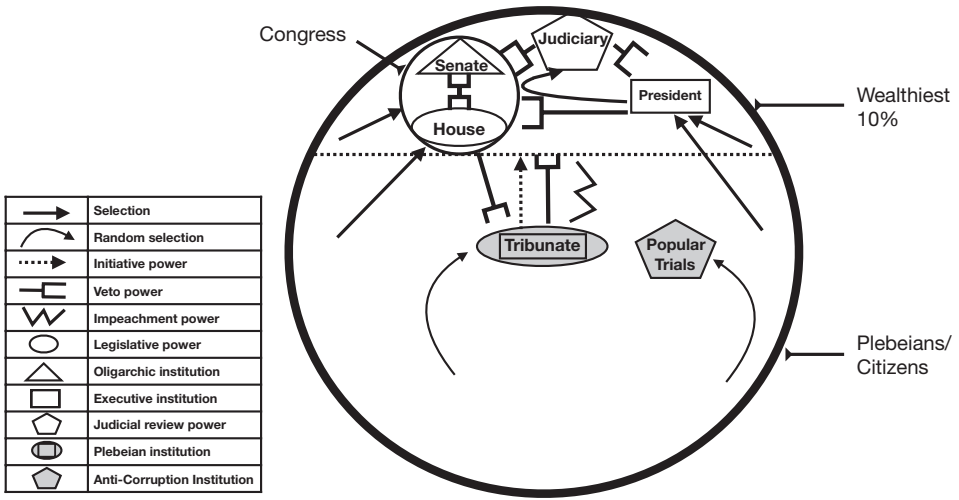 Congress
Judiciary
Senate
President
House
Wealthiest
10%
Tribunate
Popular
Trials
Plebeians/
Citizens
Selection
Random selection
Initiative power
Veto power
Impeachment power
Legislative power
Oligarchic institution
Executive institution
Judicial review power
Plebeian institution
Anti-Corruption Institution